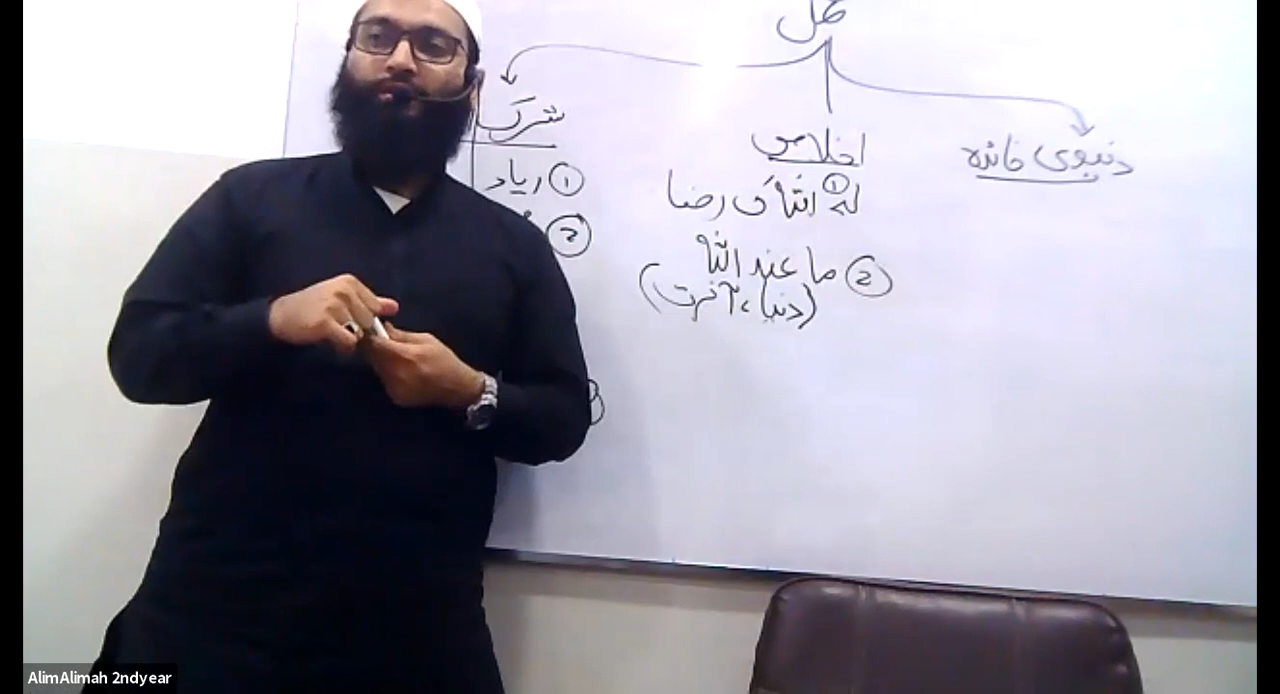 عمل
دنیوی فائدہ
اخلاص
① اللہ کی رضا
② ما عند اللہ
(دنیا، آخرت)
شرک
① ریاء
②
AlimAlimah 2ndyear